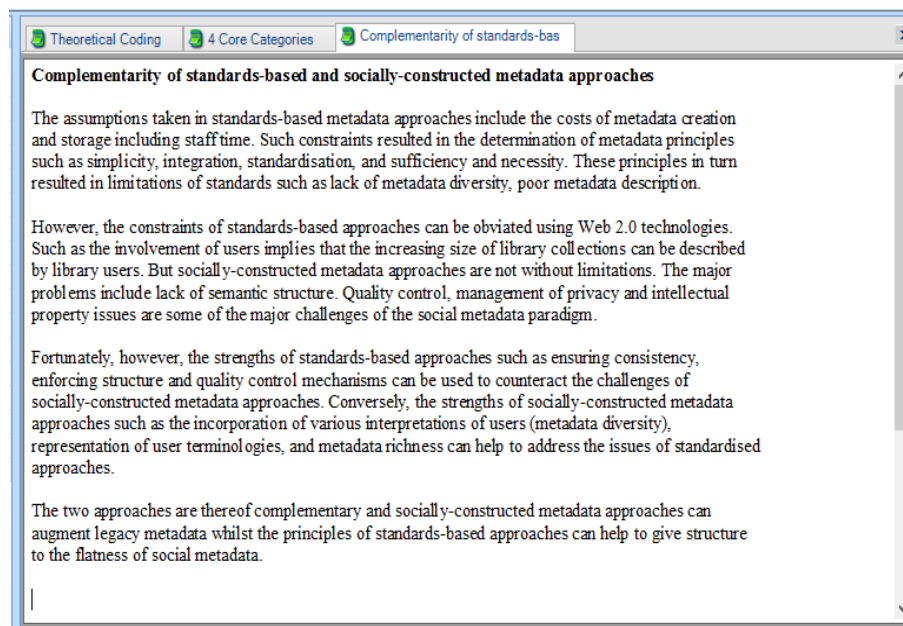 Theoretical Coding
4 Core Categories
Complementarity of standards-bas
Complementarity of standards-based and socially-constructed metadata approaches
The assumptions taken in standards-based metadata approaches include the costs of metadata creation
and storage including staff time. Such constraints resulted in the determination of metadata principles
such as simplicity, integration, standardisation, and sufficiency and necessity. These principles in turn
resulted in limitations of standards such as lack of metadata diversity, poor metadata description.
However, the constraints of standards-based approaches can be obviated using Web 2.0 technologies.
Such as the involvement of users implies that the increasing size of library collections can be described
by library users. But socially-constructed metadata approaches are not without limitations. The major
problems include lack of semantic structure. Quality control, management of privacy and intellectual
property issues are some of the major challenges of the social metadata paradigm.
Fortunately, however, the strengths of standards-based approaches such as ensuring consistency,
enforcing structure and quality control mechanisms can be used to counteract the challenges of
socially-constructed metadata approaches. Conversely, the strengths of socially-constructed metadata
approaches such as the incorporation of various interpretations of users (metadata diversity),
representation of user terminologies, and metadata richness can help to address the issues of standardised
approaches.
The two approaches are thereof complementary and socially-constructed metadata approaches can
augment legacy metadata whilst the principles of standards-based approaches can help to give structure
to the flatness of social metadata.